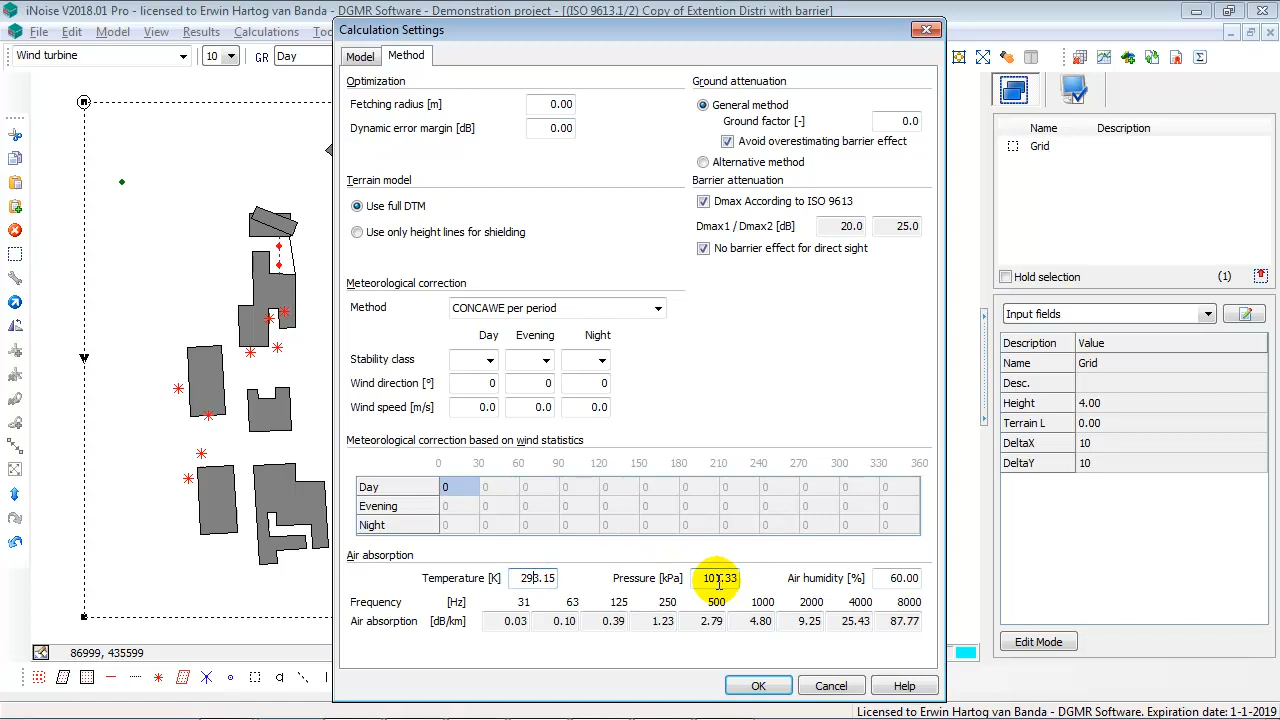 iNoise V2018.01 Pro - licensed to Erwin Hartog van Banda - DGMR Software - Demonstration project - [(ISO 9613.1/2) Copy of Extention Distri with barrier]
File Edit Model View Results Calculations
Wind turbine 10 GR Day
Calculation Settings
Model Method
Optimization
Fetching radius [m] 0.00
Dynamic error margin [dB] 0.00
Terrain model
Use full DTM
Use only height lines for shielding
Ground attenuation
General method
Ground factor [-] 0.0
Avoid overestimating barrier effect
Alternative method
Barrier attenuation
Dmax According to ISO 9613
Dmax1 / Dmax2 [dB] 20.0 25.0
No barrier effect for direct sight
Meteorological correction
Method CONCAWE per period
Day Evening Night
Stability class
Wind direction [°] 0 0 0
Wind speed [m/s] 0.0 0.0 0.0
Meteorological correction based on wind statistics
0 30 60 90 120 150 180 210 240 270 300 330 360
Day 0 0 0 0 0 0 0 0 0 0 0 0
Evening 0 0 0 0 0 0 0 0 0 0 0 0
Night 0 0 0 0 0 0 0 0 0 0 0 0
Air absorption
Temperature [K] 293.15 Pressure [kPa] 101.33 Air humidity [%] 60.00
Frequency [Hz] 31 63 125 250 500 1000 2000 4000 8000
Air absorption [dB/km] 0.03 0.10 0.39 1.23 2.79 4.80 9.25 25.43 87.77
OK Cancel Help
Name Description
Grid
Hold selection (1)
Input fields
Description Value
Name Grid
Desc.
Height 4.00
Terrain L 0.00
DeltaX 10
DeltaY 10
Edit Mode
86999, 435599
Licensed to Erwin Hartog van Banda - DGMR Software. Expiration date: 1-1-2019